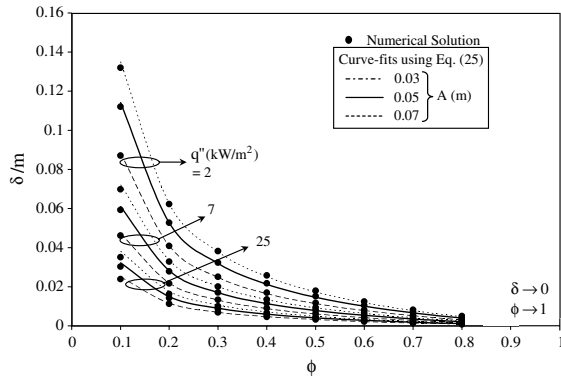 0.16
0.14
0.12
0.1
0.08
0.06
0.04
0.02
0
δ/m
Numerical Solution
Curve-fits using Eq. (25)
0.03
0.05
0.07
A (m)
q"(kW/m²)
= 2
7
25
δ→0
ϕ→1
0 0.1 0.2 0.3 0.4 0.5 0.6 0.7 0.8 0.9 1
ϕ